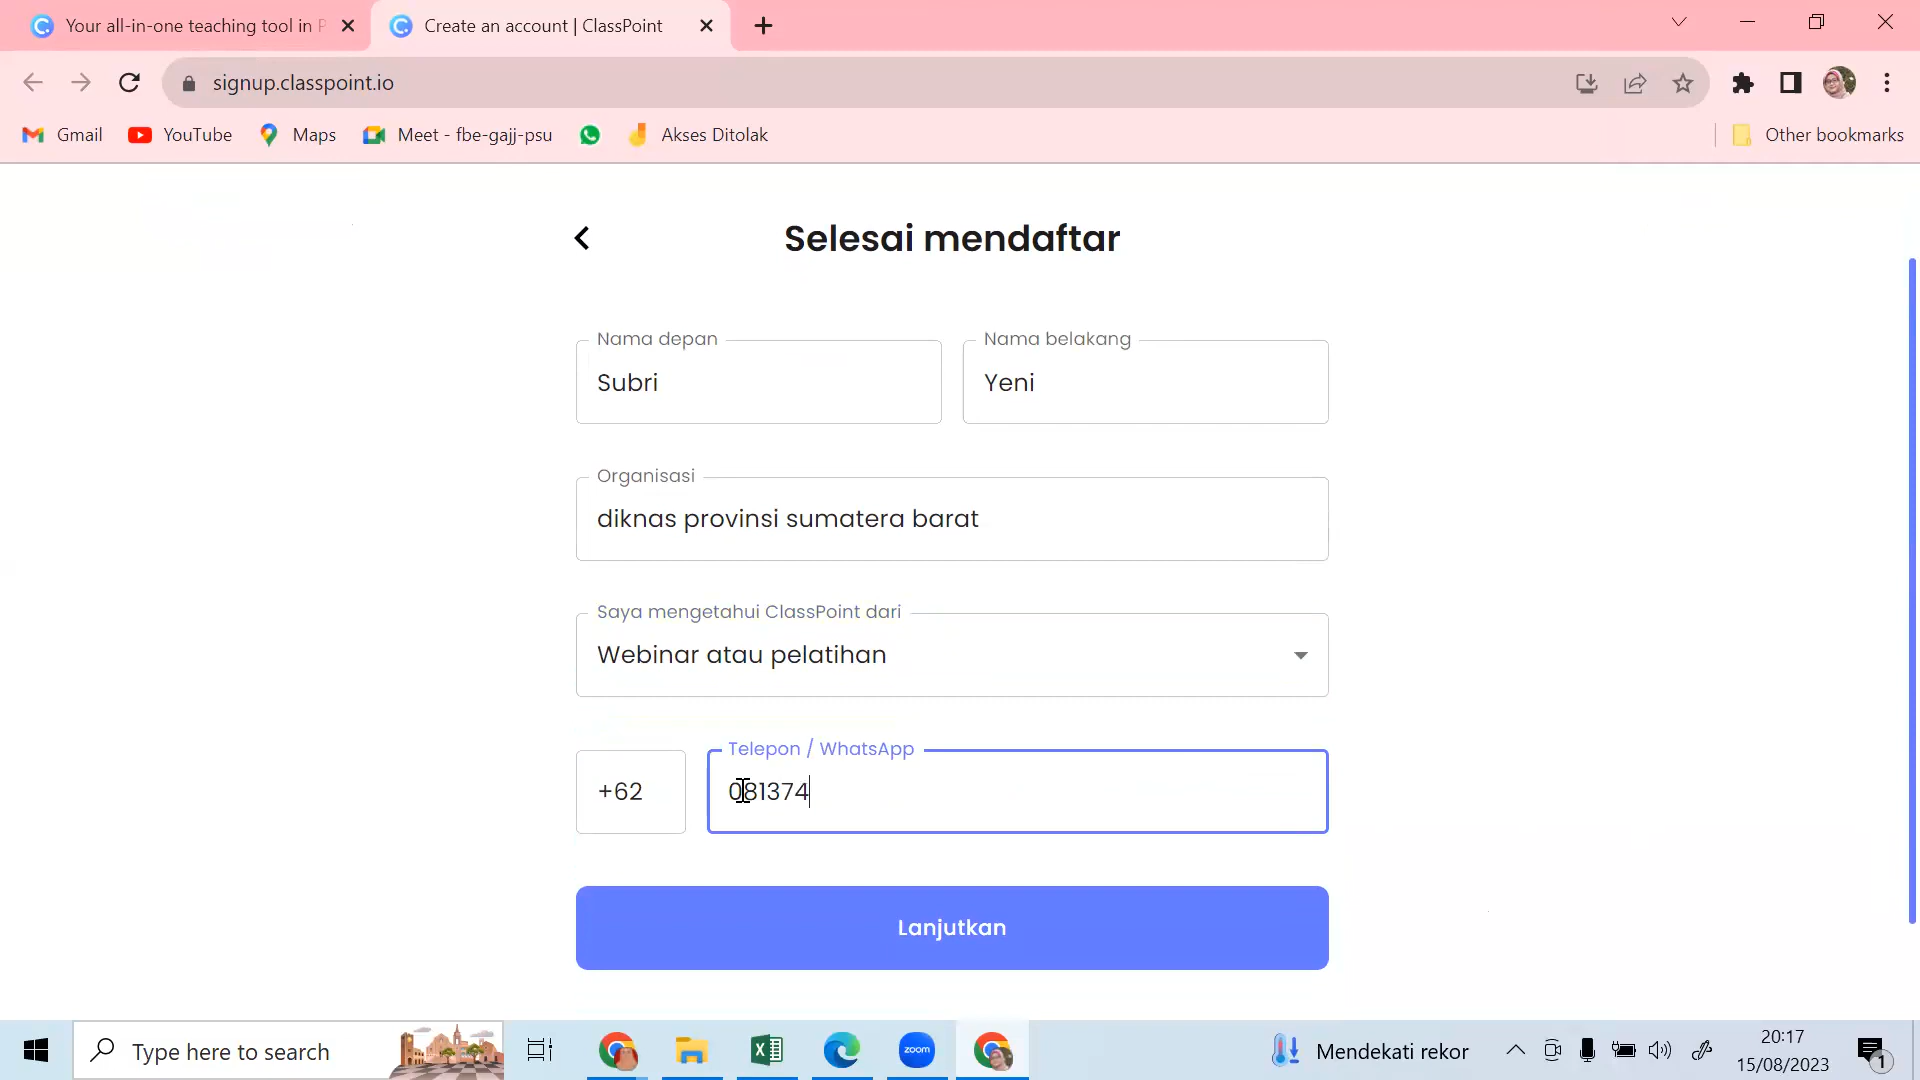 Your all-in-one teaching tool in P
Create an account | ClassPoint
signup.classpoint.io
Gmail
YouTube
Maps
Meet - fbe-gajj-psu
Akses Ditolak
Other bookmarks
Selesai mendaftar
Nama depan
Nama belakang
Subri
Yeni
Organisasi
diknas provinsi sumatera barat
Saya mengetahui ClassPoint dari
Webinar atau pelatihan
Telepon / WhatsApp
+62
081374
Lanjutkan
Type here to search
zoom
Mendekati rekor
20:17
15/08/2023
1